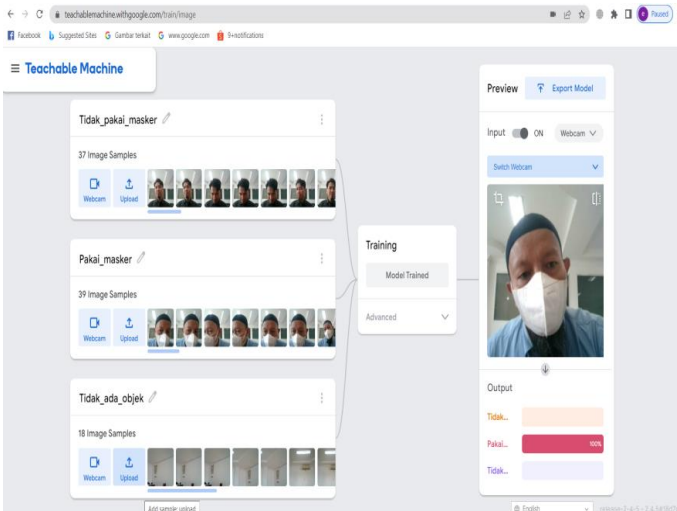 teachablemachine.withgoogle.com/train/image
Paused
Facebook
Suggested Sites
Gambar terkait
www.google.com
9+notifications
Teachable Machine
Tidak_pakai_masker
37 Image Samples
Webcam
Upload
Pakai_masker
39 Image Samples
Webcam
Upload
Tidak_ada_objek
18 Image Samples
Webcam
Upload
Add sample: upload
Training
Model Trained
Advanced
Preview
Export Model
Input
ON
Webcam
Switch Webcam
Output
Tidak...
Pakai...
100%
Tidak...
English